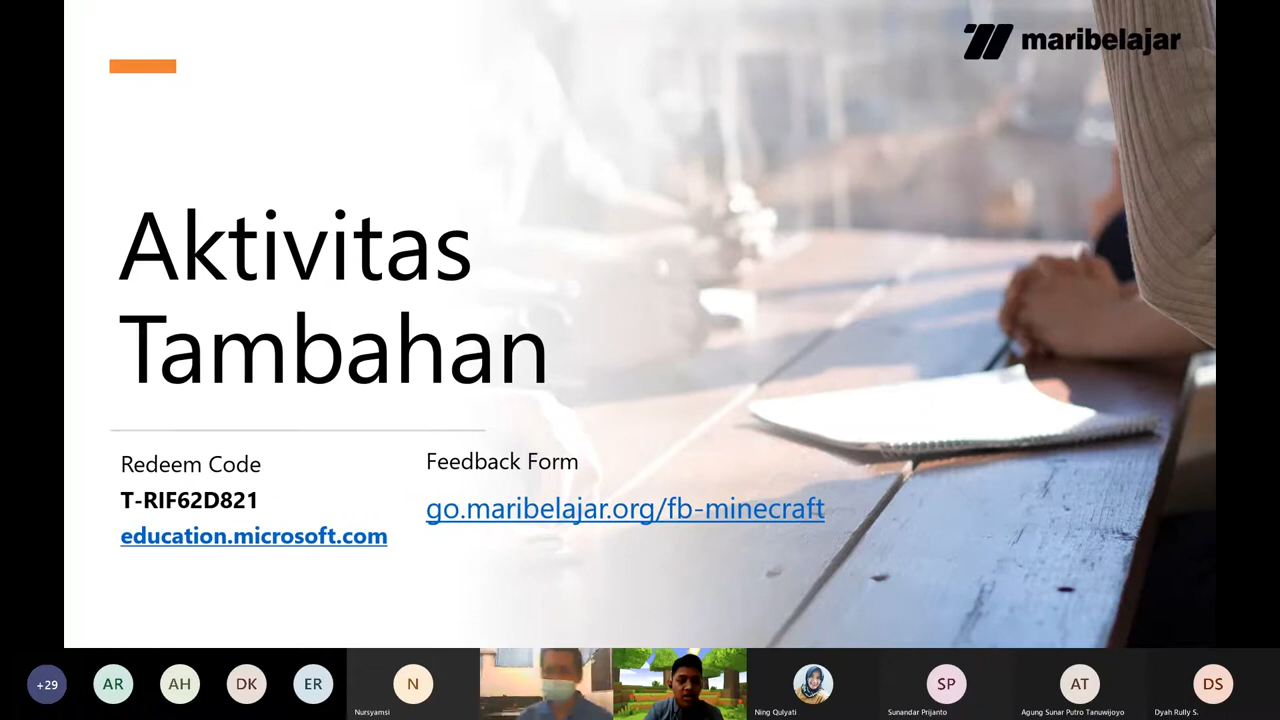 maribelajar
Aktivitas
Tambahan
Redeem Code
T-RIF62D821
education.microsoft.com
Feedback Form
go.maribelajar.org/fb-minecraft
+29
AR
AH
DK
ER
N
Nursyamsi
Ning Qulyati
SP
Sunandar Prijanto
AT
Agung Sunar Putro Tanuwijoyo
DS
Dyah Rully S.